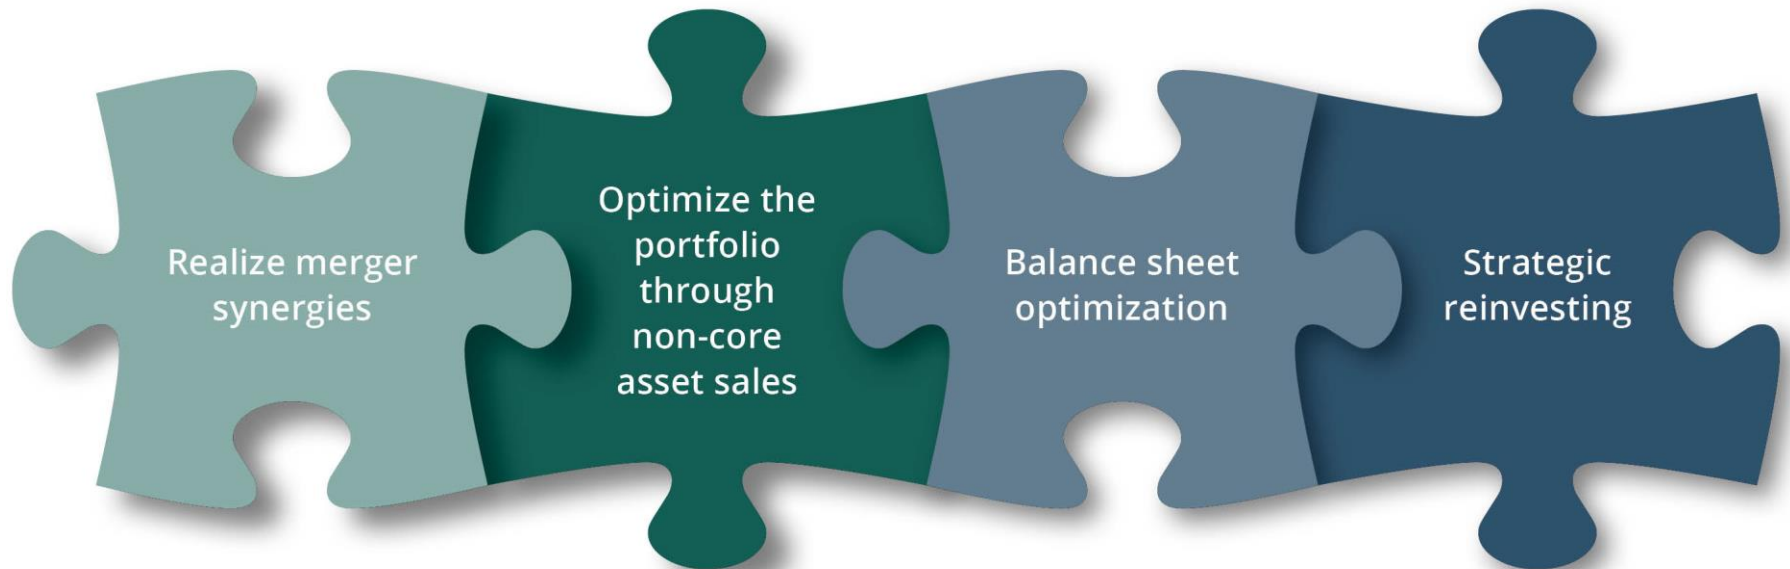 Realize merger
synergies
Optimize the
portfolio
through
non-core
asset sales
Balance sheet
optimization
Strategic
reinvesting